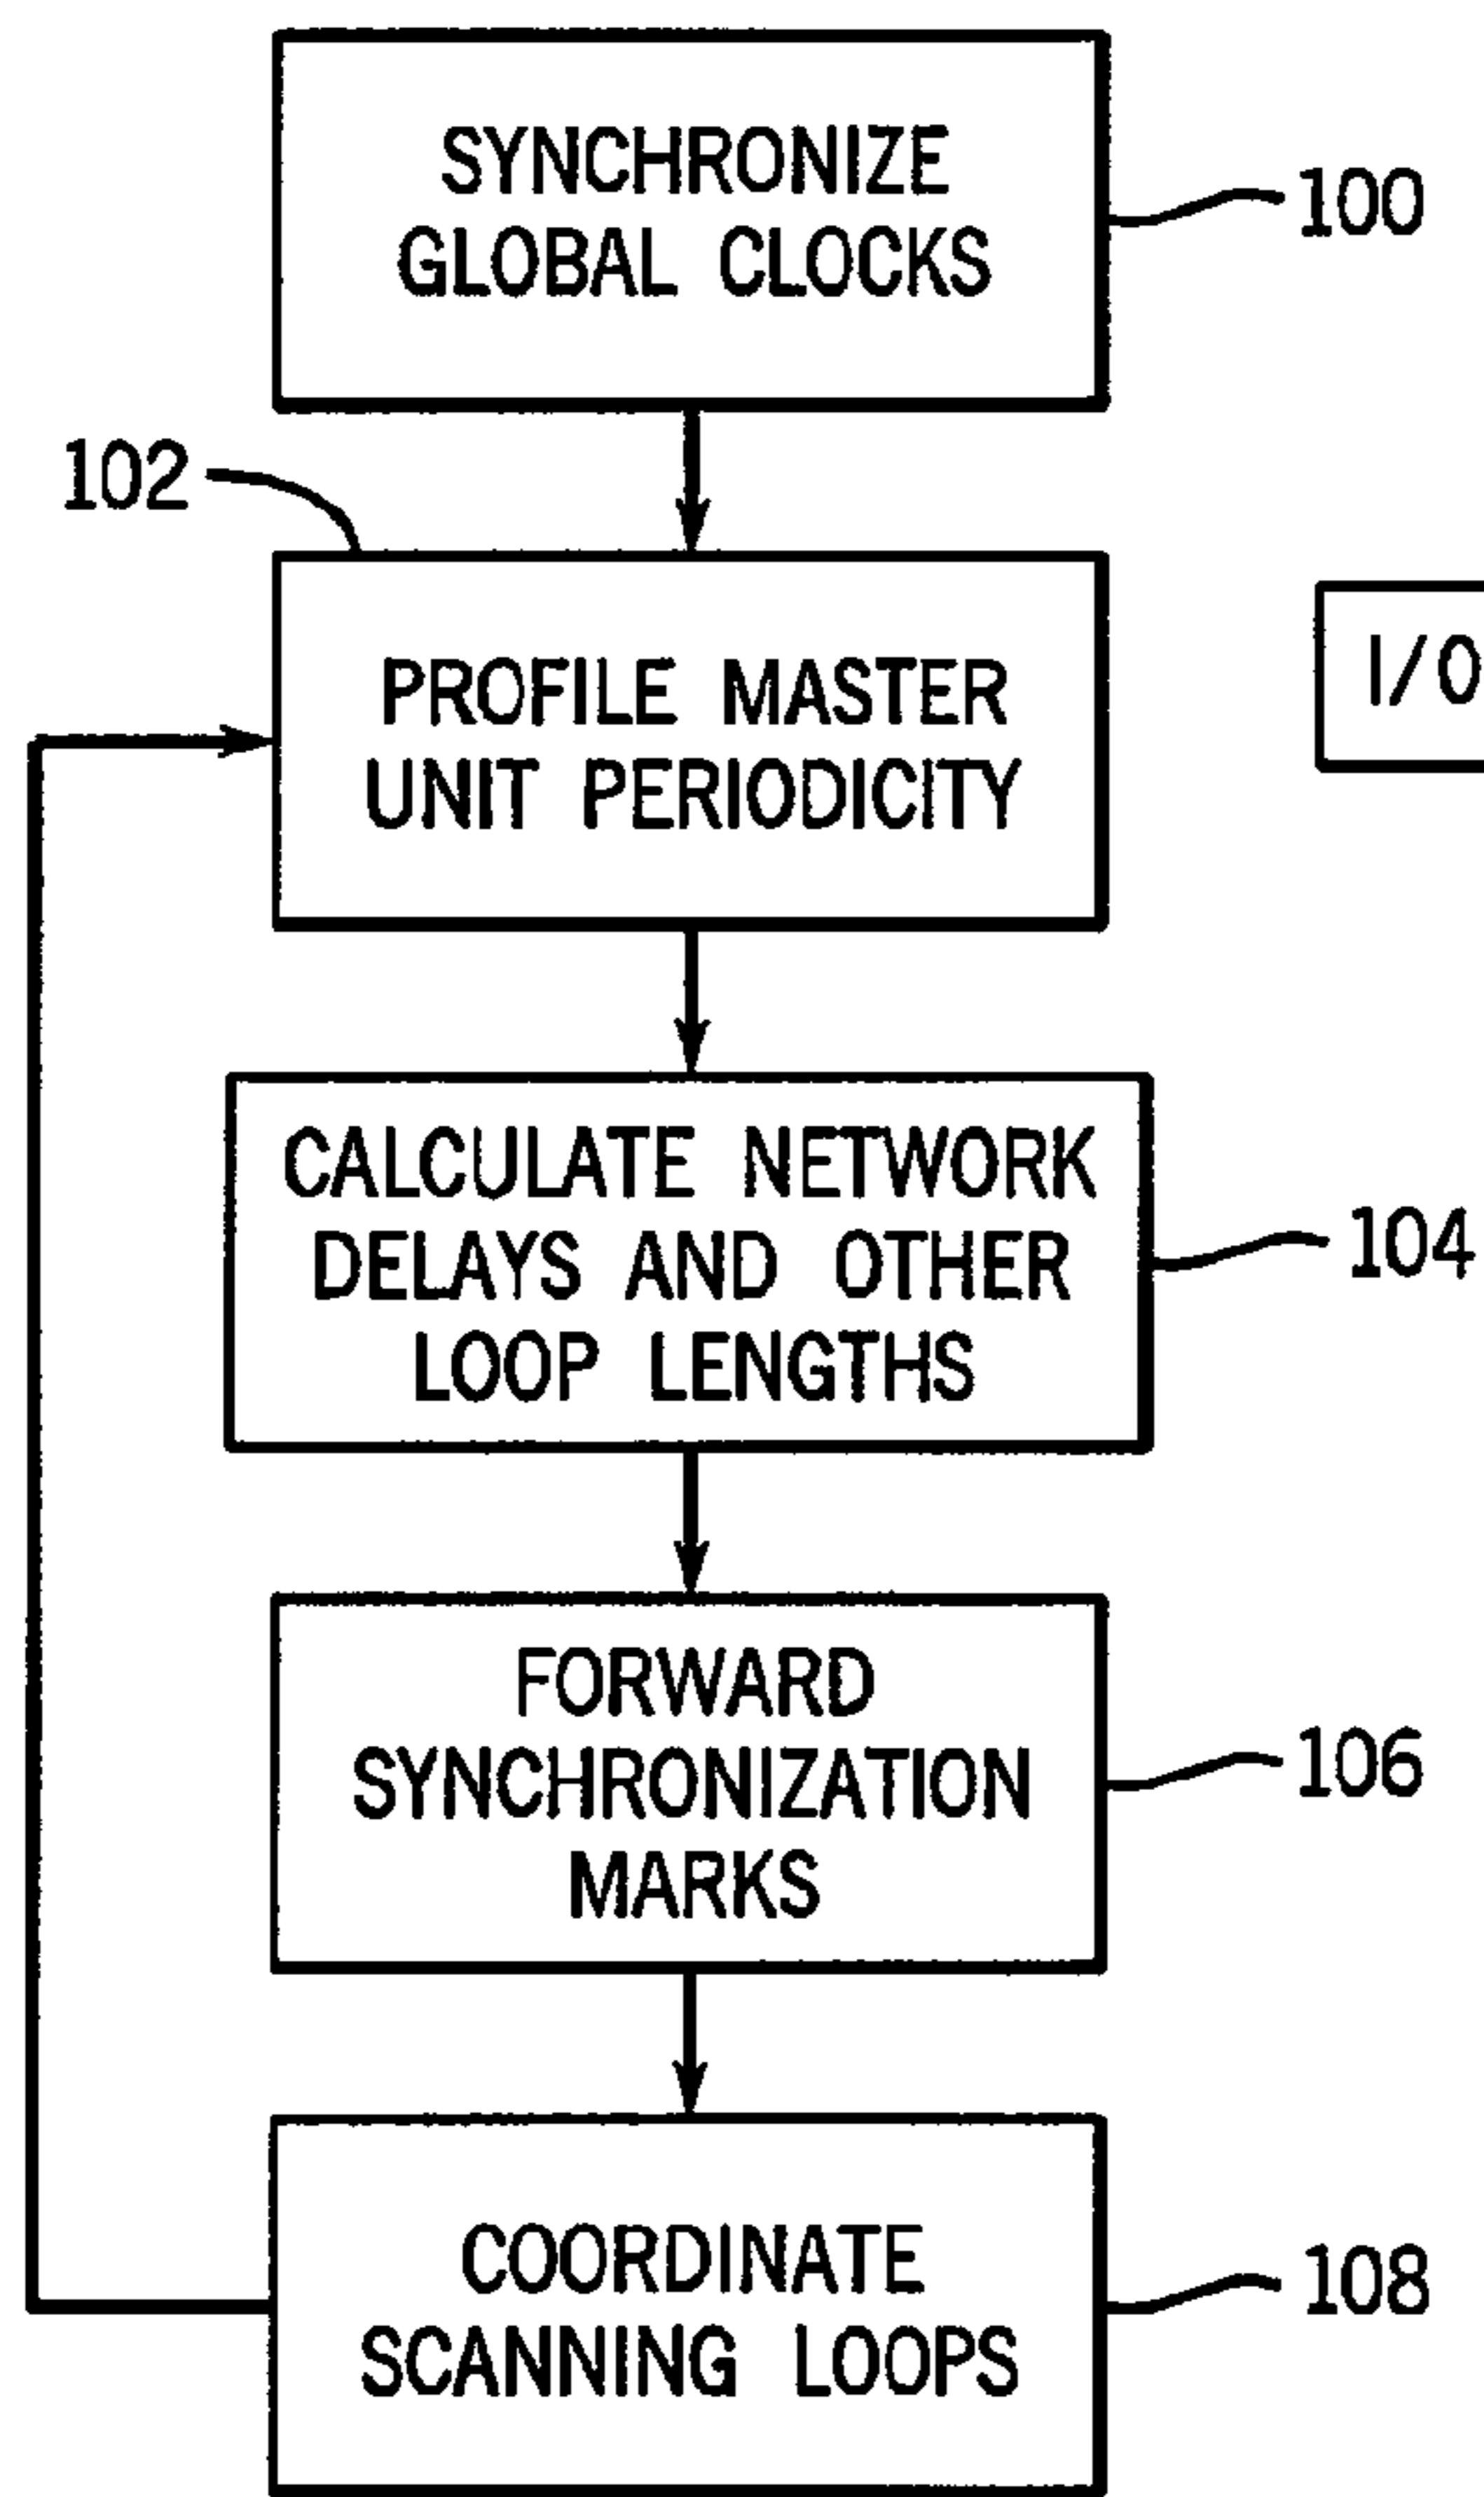 SYNCHRONIZE
GLOBAL CLOCKS
100
102
PROFILE MASTER
UNIT PERIODICITY
I/O
CALCULATE NETWORK
DELAYS AND OTHER
LOOP LENGTHS
104
FORWARD
SYNCHRONIZATION
MARKS
106
COORDINATE
SCANNING LOOPS
108